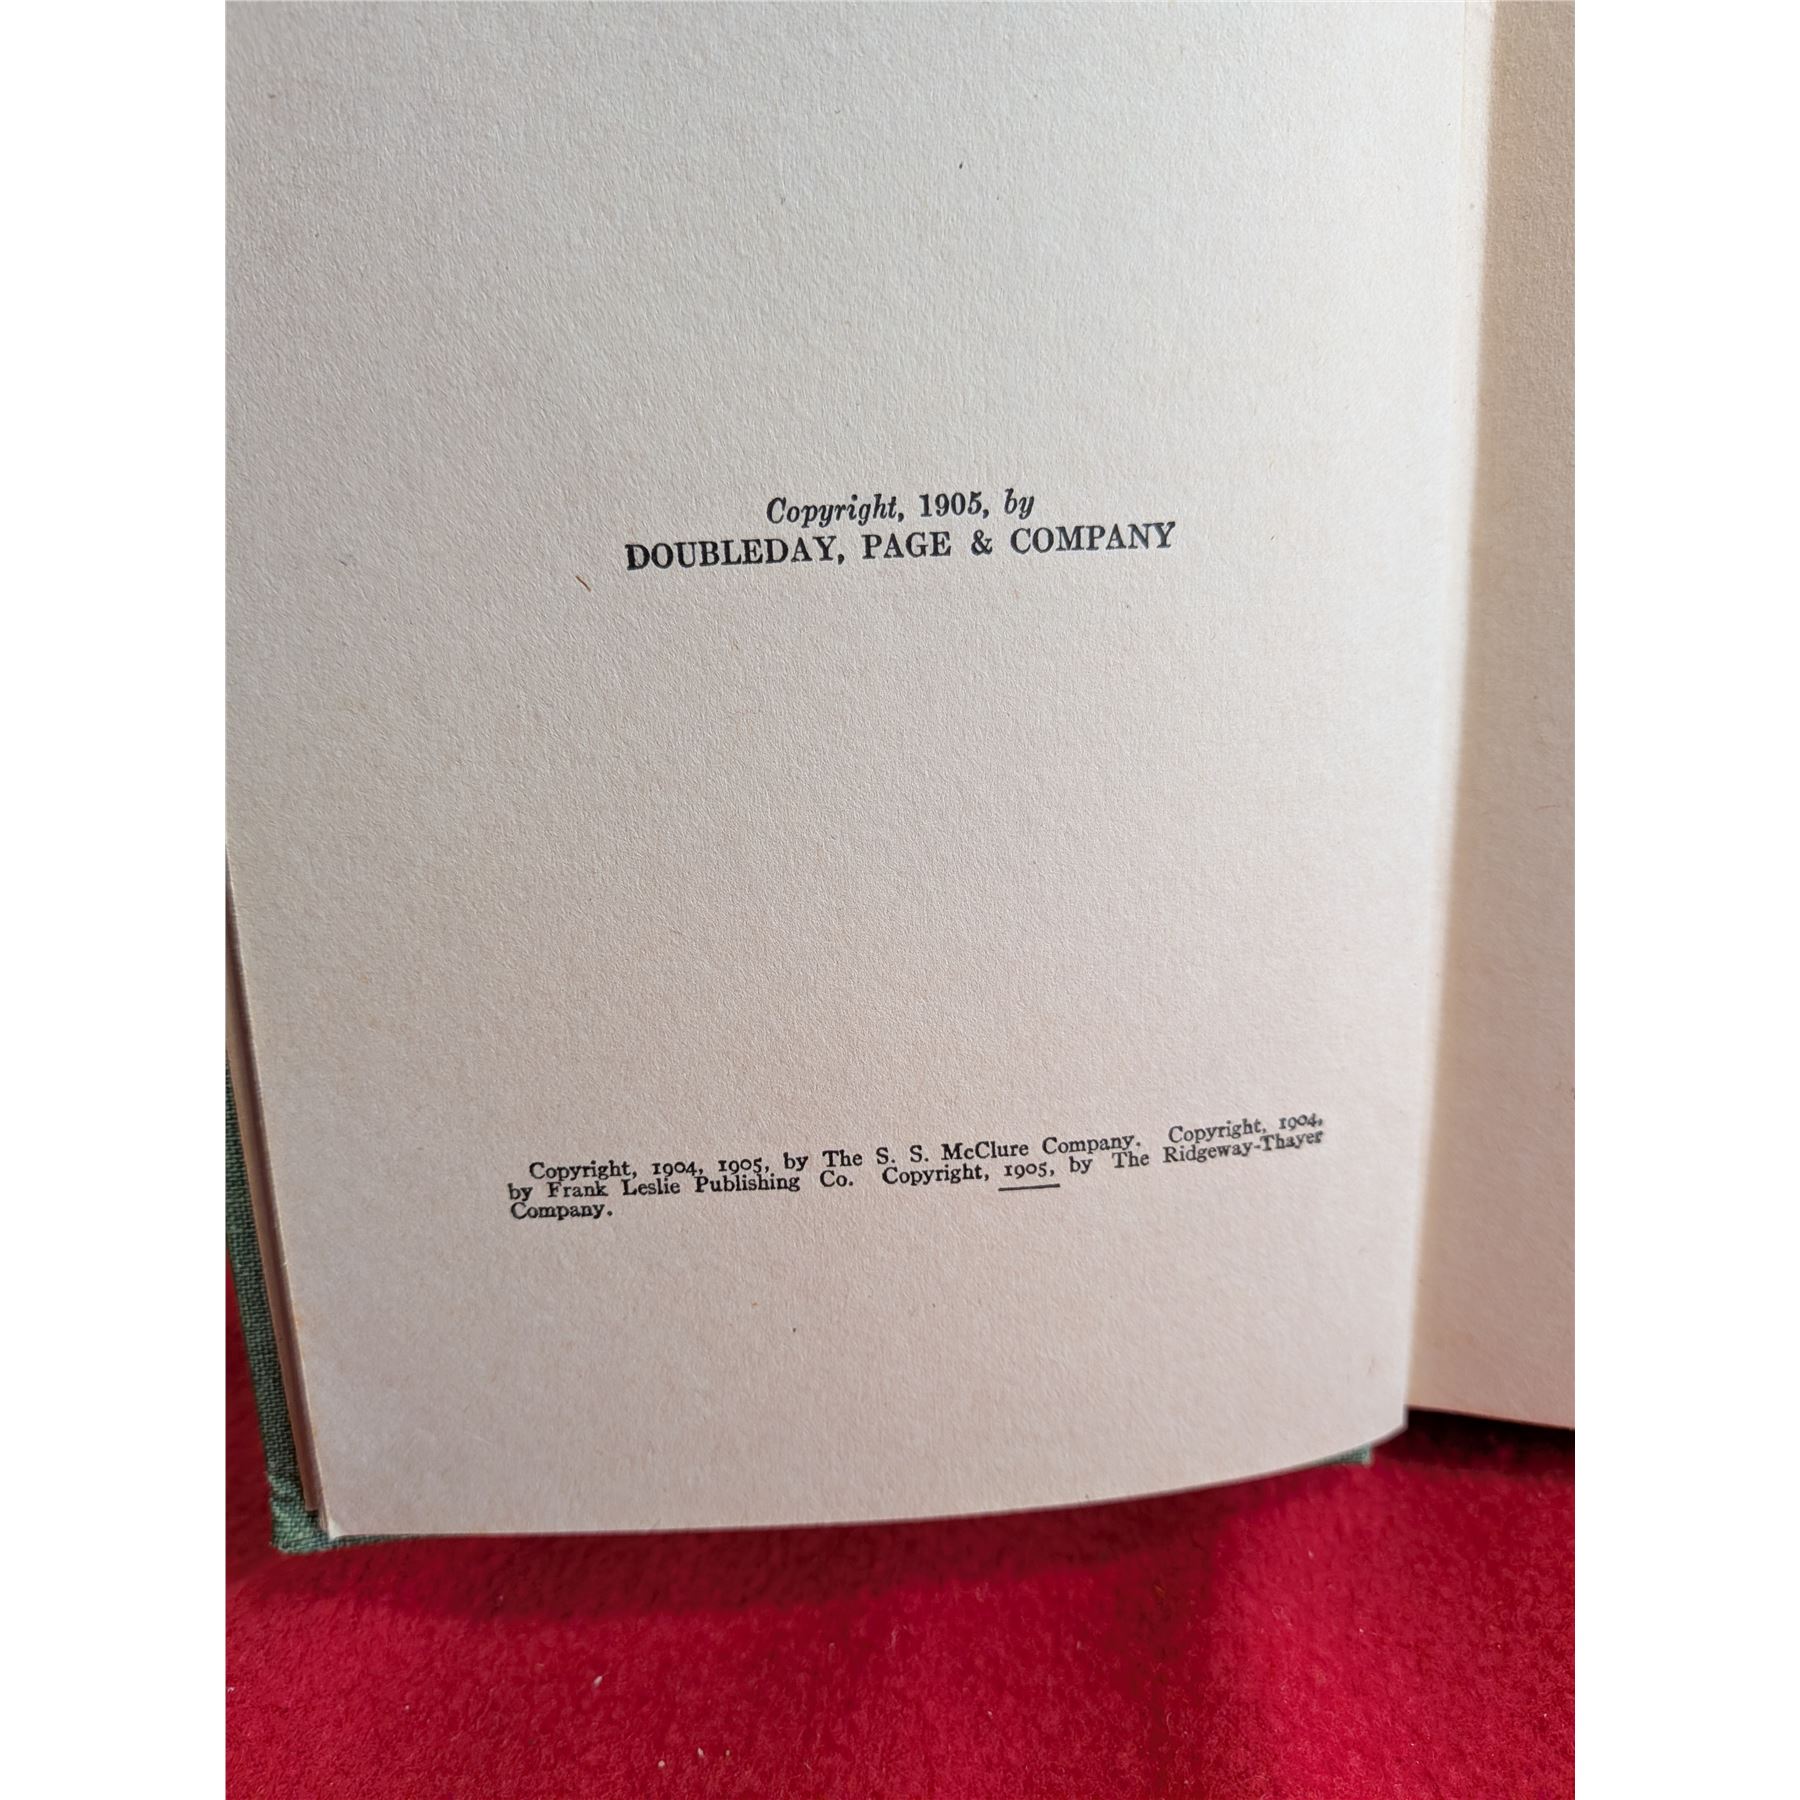 Copyright, 1905, by
DOUBLEDAY, PAGE & COMPANY
Copyright, 1904, 1905, by The S. S. McClure Company. Copyright, 1904,
by Frank Leslie Publishing Co. Copyright, 1905, by The Ridgeway-Thayer
Company.